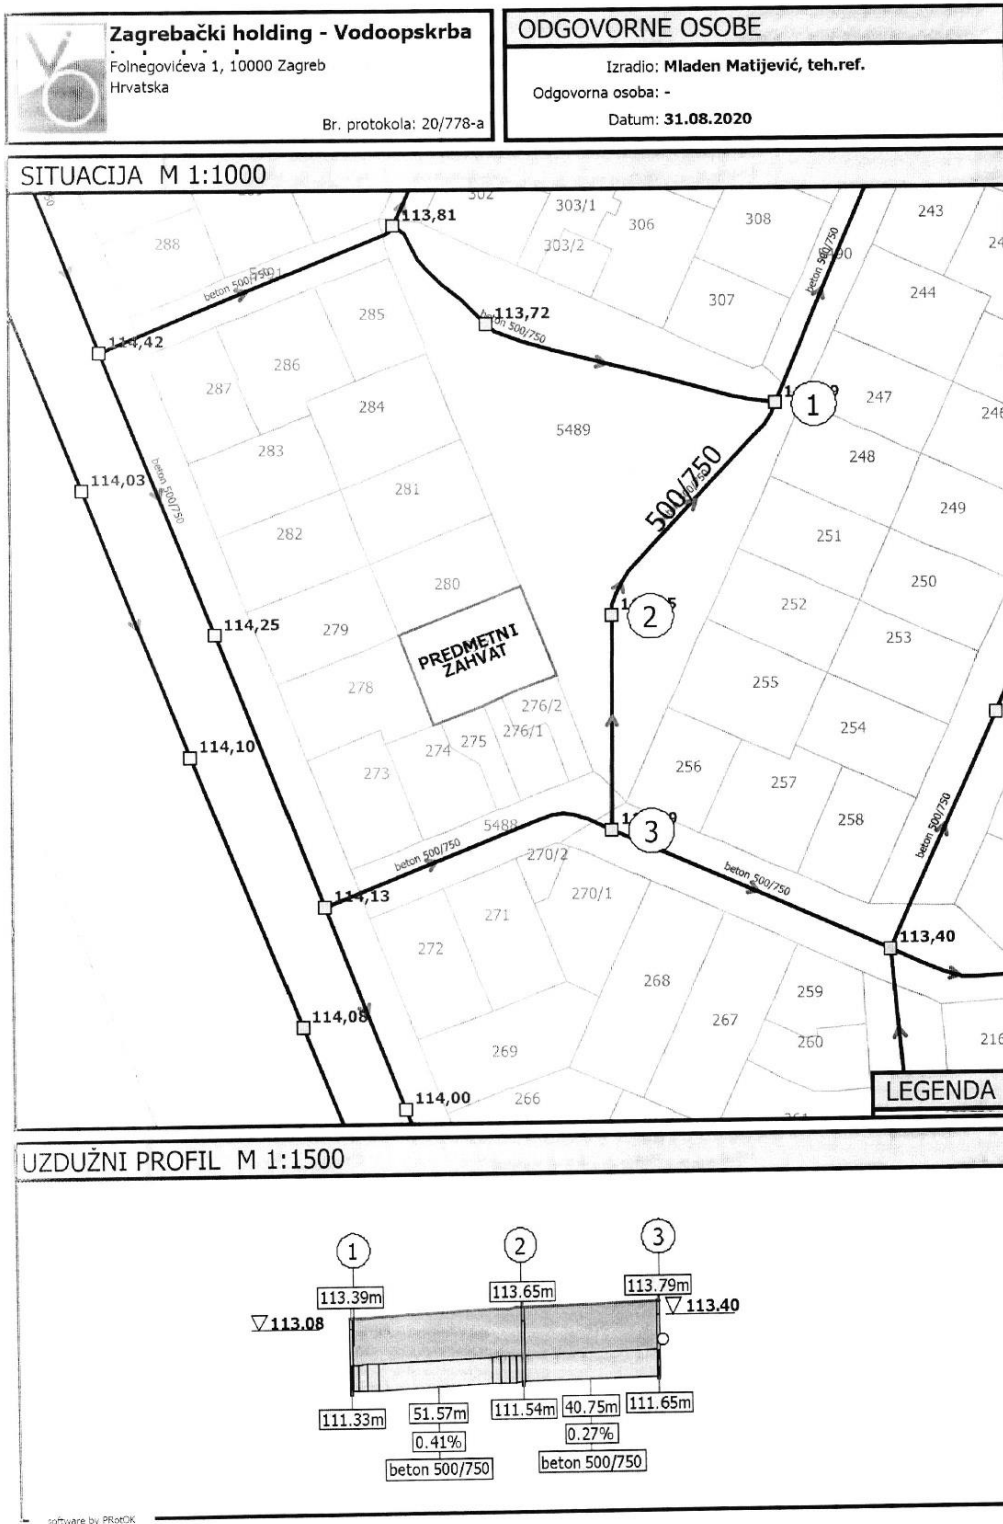 Zagrebački holding - Vodoopskrba
Folnegovićeva 1, 10000 Zagreb
Hrvatska
Br. protokola: 20/778-a
ODGOVORNE OSOBE
Izradio: Mladen Matijević, teh.ref.
Odgovorna osoba: -
Datum: 31.08.2020
SITUACIJA M 1:1000
302
303/1
306
308
243
113,81
288
303/2
beton 500/750
beton 500/750
307
244
285
113,72
beton 500/750
114,42
286
287
284
247
1
5489
283
248
114,03
beton 500/750
281
500/750
249
282
251
280
250
252
2
114,25
279
253
PREDMETNI
ZAHVAT
278
255
276/2
254
276/1
275
274
114,10
273
256
257
258
3
5488
beton 500/750
270/2
beton 500/750
beton 500/750
270/1
114,13
271
272
113,40
268
259
267
114,08
260
269
216
114,00
266
LEGENDA
UZDUŽNI PROFIL M 1:1500
1
2
3
113.39m
113.65m
113.79m
113.08
113.40
111.33m
51.57m
111.54m
40.75m
111.65m
0.41%
0.27%
beton 500/750
beton 500/750
software by PRotOK